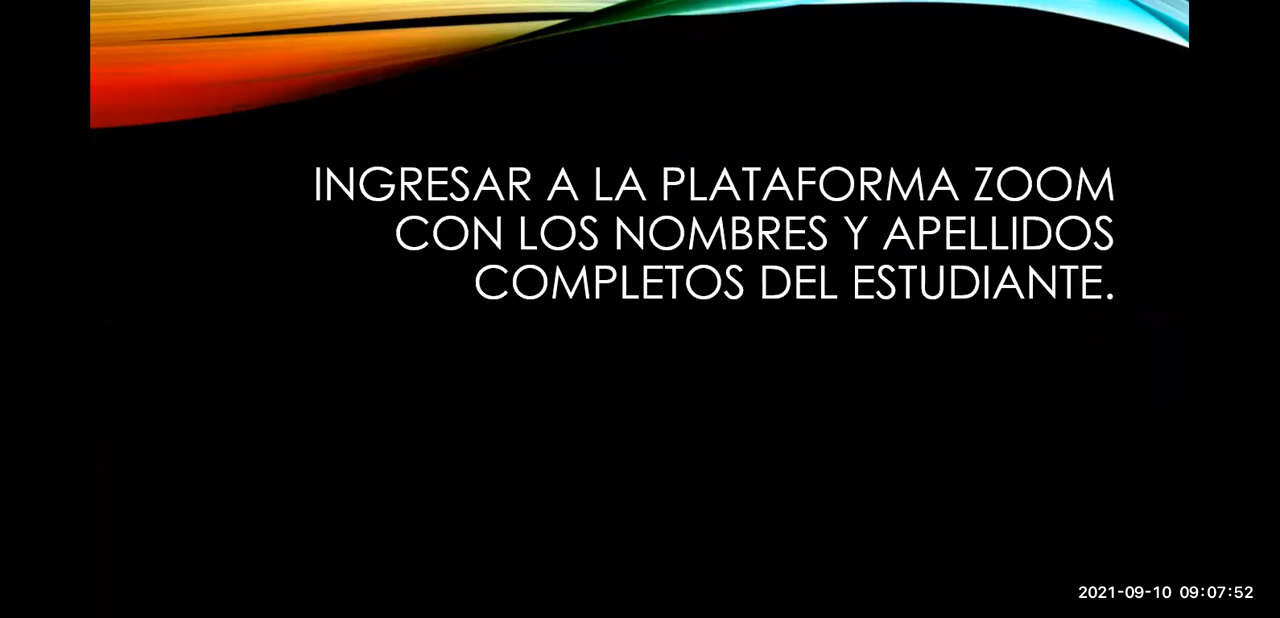 INGRESAR A LA PLATAFORMA ZOOM
CON LOS NOMBRES Y APELLIDOS
COMPLETOS DEL ESTUDIANTE.
2021-09-10 09:07:52